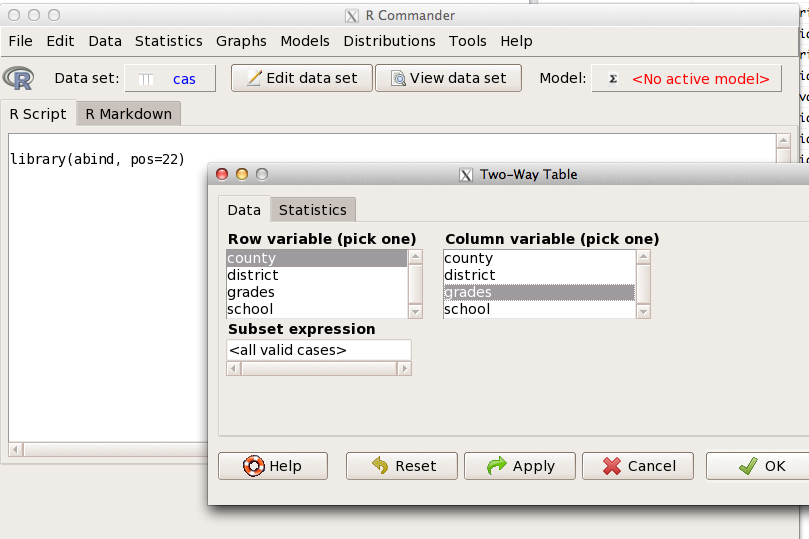 R Commander
File Edit Data Statistics Graphs Models Distributions Tools Help
R Data set: cas Edit data set View data set Model: Σ <No active model>
R Script R Markdown
library(abind, pos=22)
Two-Way Table
Data Statistics
Row variable (pick one) Column variable (pick one)
county county
district district
grades grades
school school
Subset expression
<all valid cases>
Help Reset Apply Cancel OK